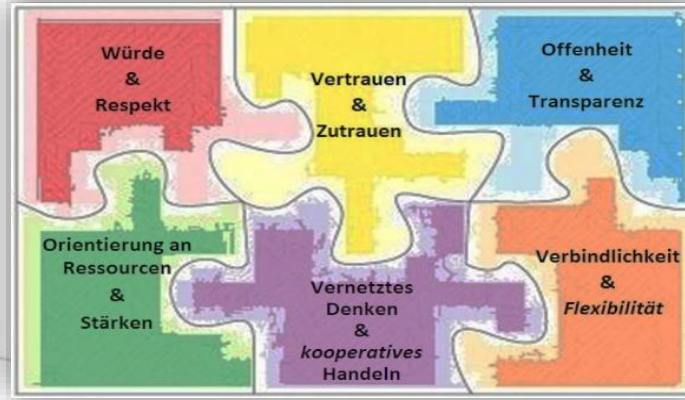 Würde
&
Respekt
Vertrauen
&
Zutrauen
Offenheit
&
Transparenz
Orientierung an
Ressourcen
&
Stärken
Vernetztes
Denken
&
kooperatives
Handeln
Verbindlichkeit
&
Flexibilität